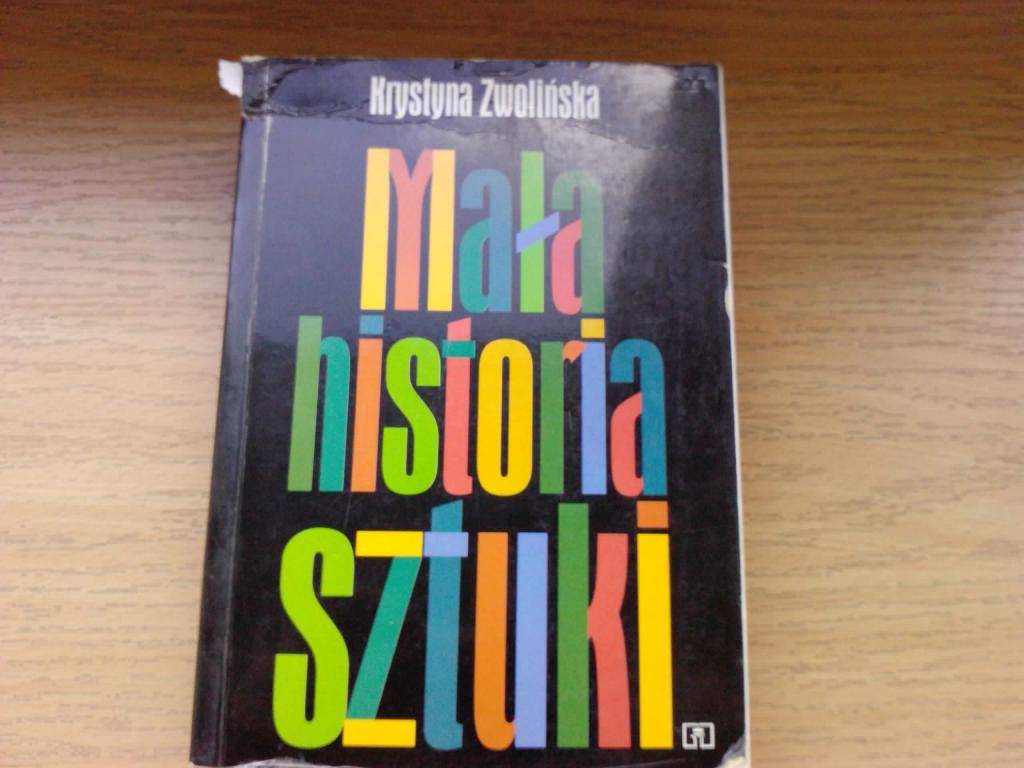 Krystyna Zwolińska
Mała
historia
sztuki